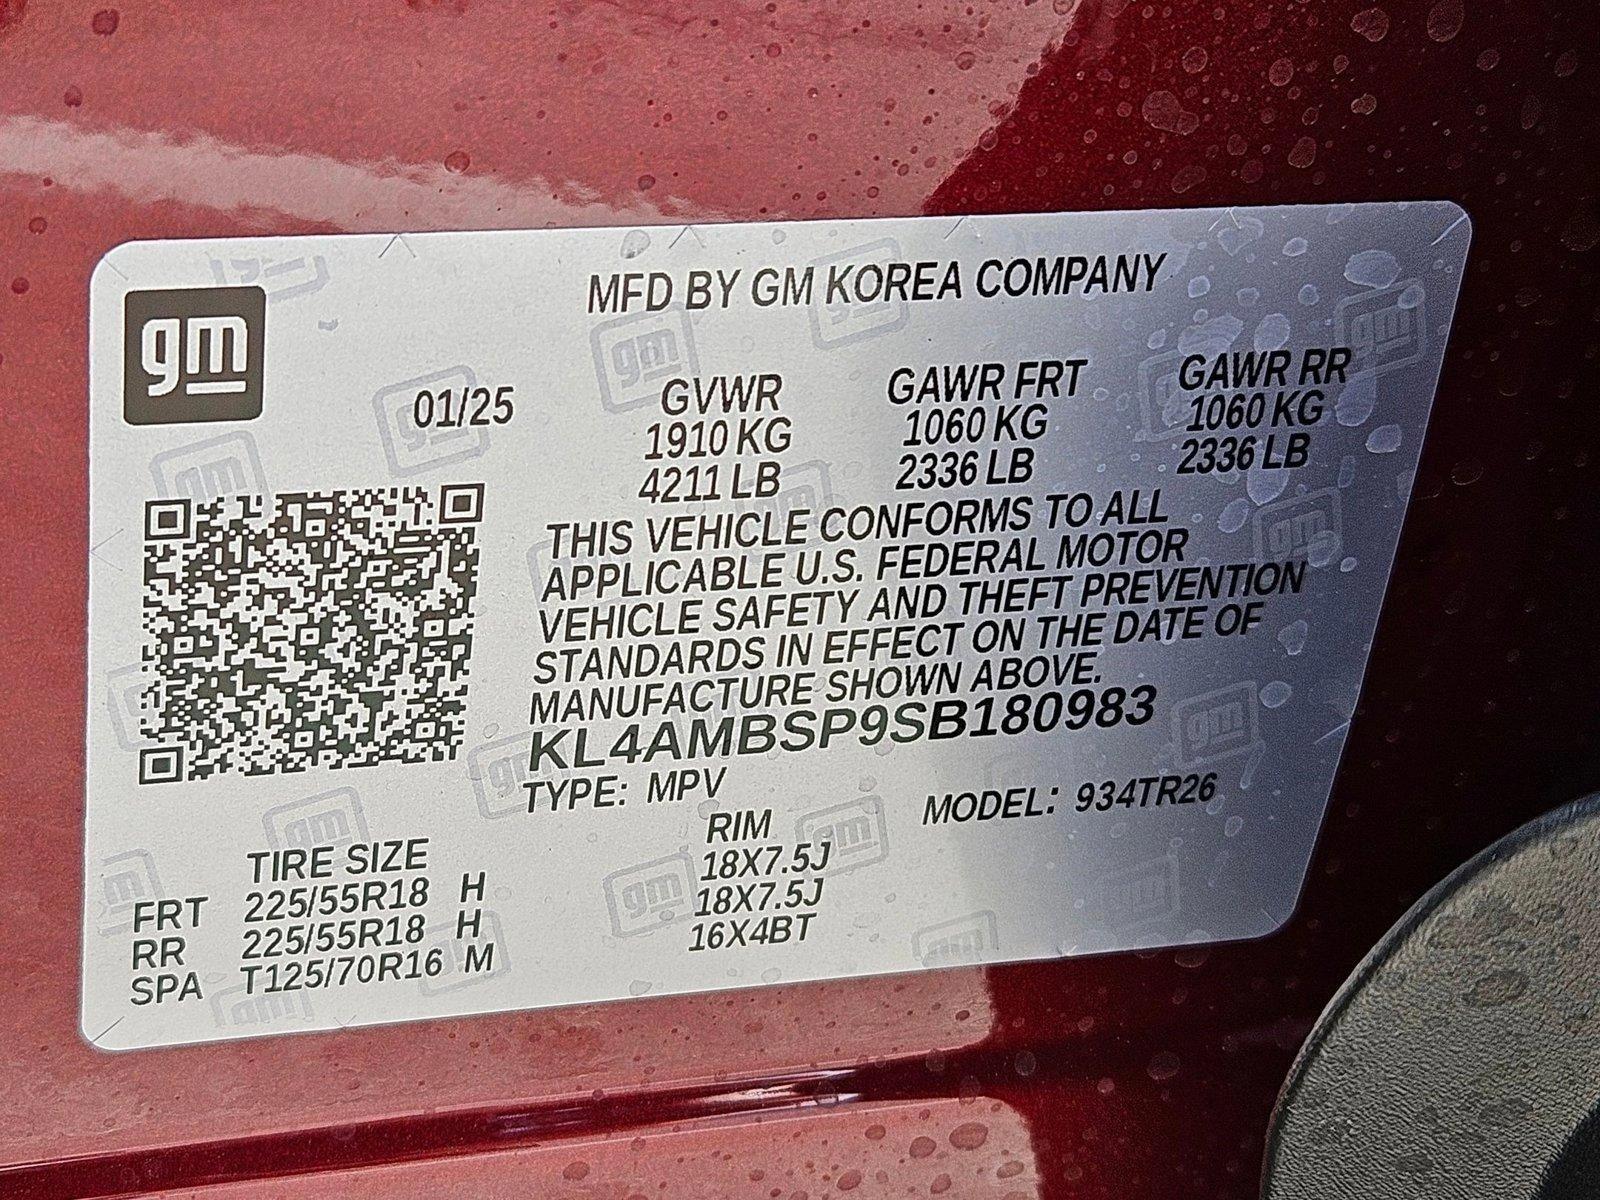 gm
MFD BY GM KOREA COMPANY
01/25
GVWR GAWR FRT GAWR RR
1910 KG 1060 KG 1060 KG
4211 LB 2336 LB 2336 LB
THIS VEHICLE CONFORMS TO ALL
APPLICABLE U.S. FEDERAL MOTOR
VEHICLE SAFETY AND THEFT PREVENTION
STANDARDS IN EFFECT ON THE DATE OF
MANUFACTURE SHOWN ABOVE.
KL4AMBSP9SB180983
TYPE: MPV MODEL: 934TR26
TIRE SIZE RIM
FRT 225/55R18 H 18X7.5J
RR 225/55R18 H 18X7.5J
SPA T125/70R16 M 16X4BT